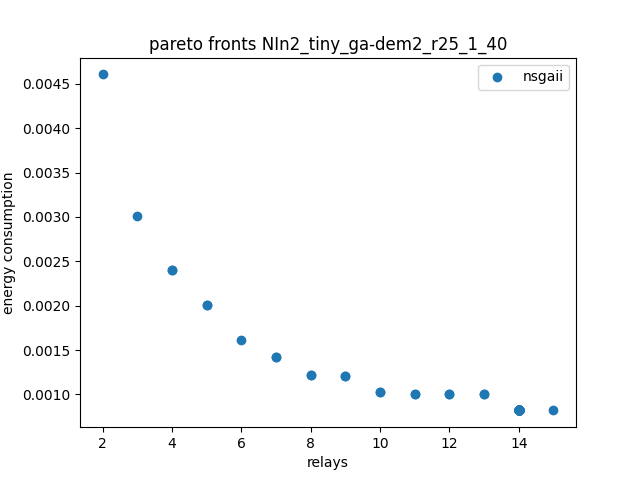 pareto fronts NIn2_tiny_ga-dem2_r25_1_40
nsgaii
0.0045
0.0040
0.0035
0.0030
0.0025
0.0020
0.0015
0.0010
energy consumption
2 4 6 8 10 12 14
relays